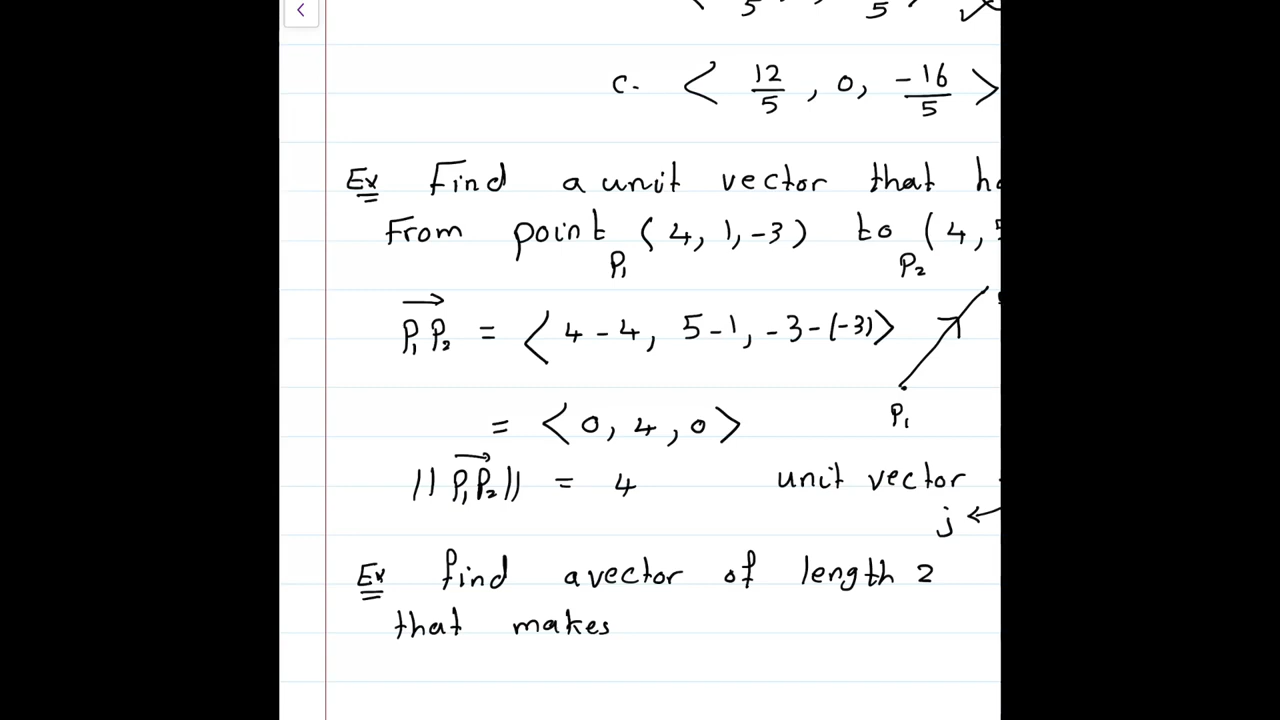 c. < 12/5 , 0, -16/5 >
Ex Find a unit vector that
From point (4, 1, -3) to (4,
P₁ P₂
P₁P₂ = < 4 - 4, 5 - 1, -3 - (-3) >
= < 0, 4, 0 >
P₁
|| P₁P₂ || = 4 unit vector
j ←
Ex find a vector of length 2
that makes